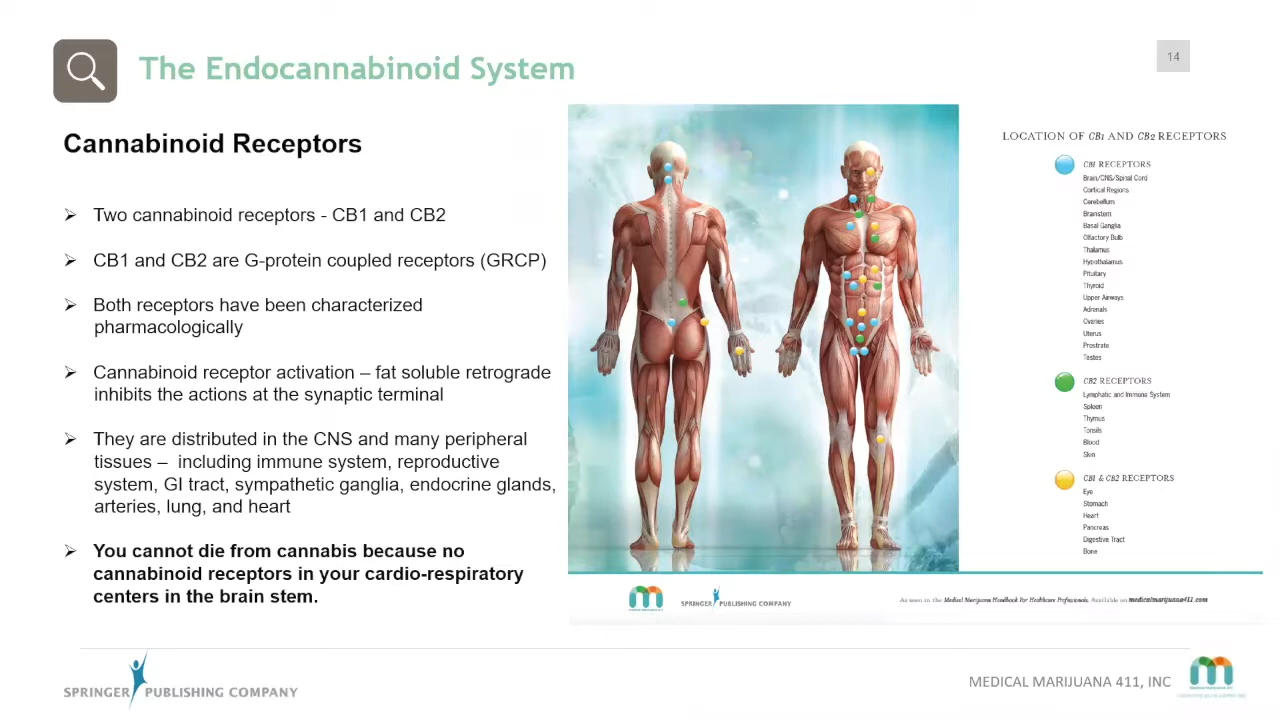 The Endocannabinoid System
14
Cannabinoid Receptors
➢ Two cannabinoid receptors - CB1 and CB2
➢ CB1 and CB2 are G-protein coupled receptors (GRCP)
➢ Both receptors have been characterized
pharmacologically
➢ Cannabinoid receptor activation – fat soluble retrograde
inhibits the actions at the synaptic terminal
➢ They are distributed in the CNS and many peripheral
tissues – including immune system, reproductive
system, GI tract, sympathetic ganglia, endocrine glands,
arteries, lung, and heart
➢ You cannot die from cannabis because no
cannabinoid receptors in your cardio-respiratory
centers in the brain stem.
LOCATION OF CB1 AND CB2 RECEPTORS
CB1 RECEPTORS
Brain/CNS/Spinal Cord
Cortical Regions
Cerebellum
Brainstem
Basal Ganglia
Olfactory Bulb
Thalamus
Hypothalamus
Pituitary
Thyroid
Upper Airways
Adrenals
Ovaries
Uterus
Prostrate
Testes
CB2 RECEPTORS
Lymphatic and Immune System
Spleen
Thymus
Tonsils
Blood
Skin
CB1 & CB2 RECEPTORS
Eye
Stomach
Heart
Pancreas
Digestive Tract
Bone
m
SPRINGER PUBLISHING COMPANY
As seen in the Medical Marijuana Handbook For Healthcare Professionals. Available on medicalmarijuana411.com
SPRINGER PUBLISHING COMPANY
MEDICAL MARIJUANA 411, INC
m